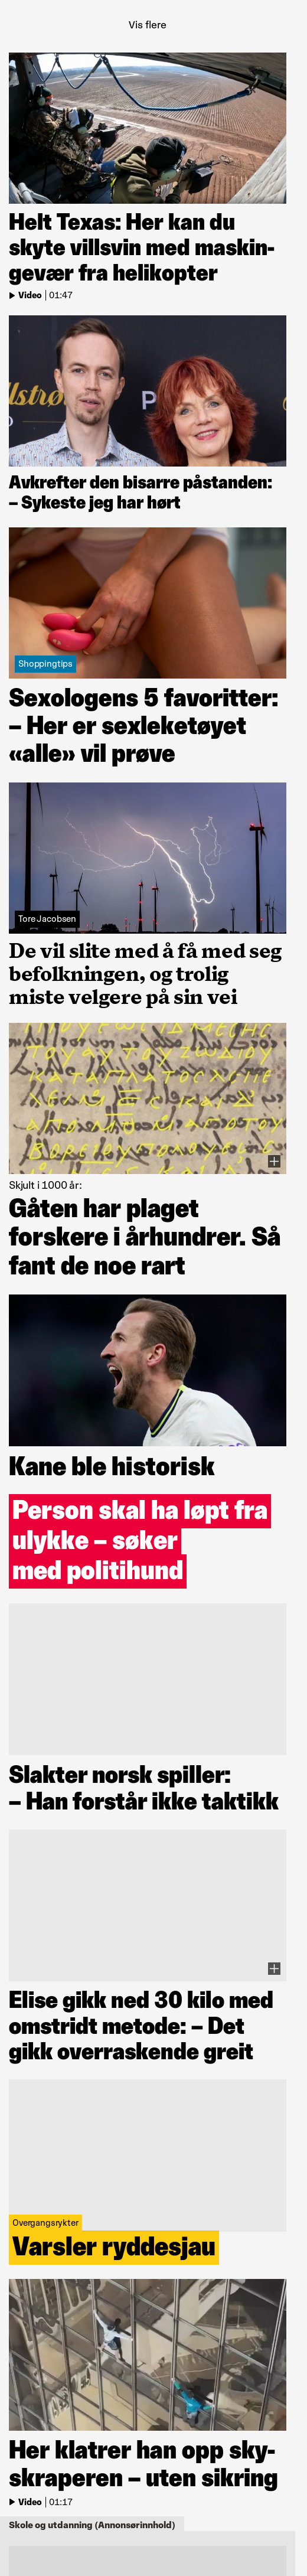 Vis flere
Helt Texas: Her kan du
skyte villsvin med maskin-
gevær fra helikopter
Video | 01:47
P
Avkrefter den bisarre påstanden:
– Sykeste jeg har hørt
Shoppingtips
Sexologens 5 favoritter:
– Her er sexleketøyet
«alle» vil prøve
Tore Jacobsen
De vil slite med å få med seg
befolkningen, og trolig
miste velgere på sin vei
Skjult i 1000 år:
Gåten har plaget
forskere i århundrer. Så
fant de noe rart
Kane ble historisk
Person skal ha løpt fra
ulykke – søker
med politihund
Slakter norsk spiller:
– Han forstår ikke taktikk
Elise gikk ned 30 kilo med
omstridt metode: – Det
gikk overraskende greit
Overgangsrykter
Varsler ryddesjau
Her klatrer han opp sky-
skraperen – uten sikring
Video | 01:17
Skole og utdanning (Annonsørinnhold)